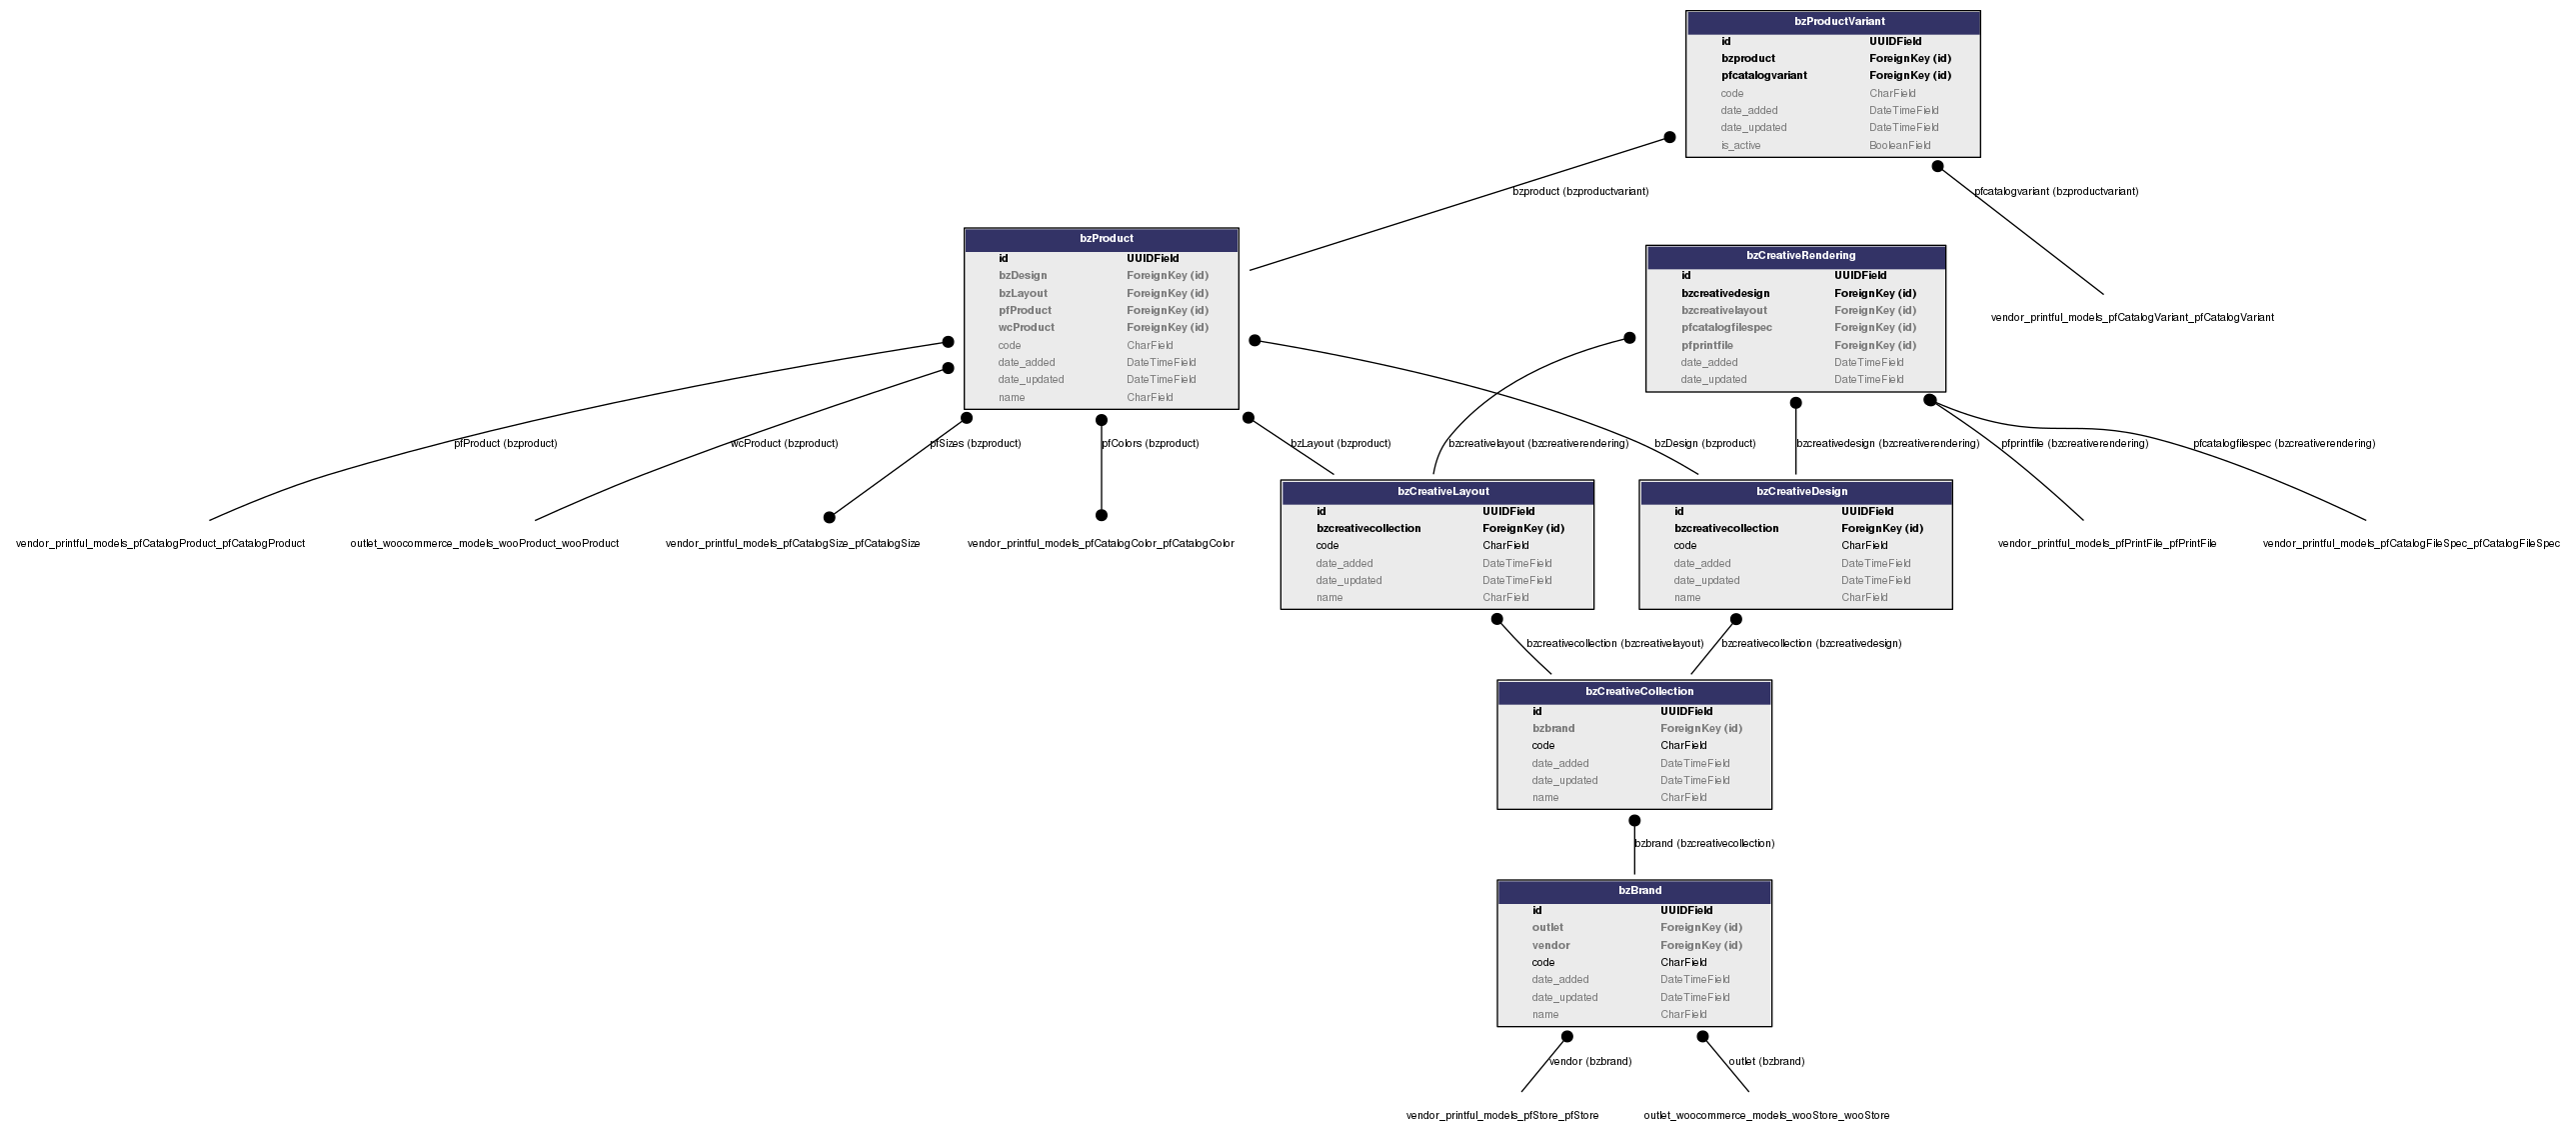 bzProductVariant
id UUIDField
bzproduct ForeignKey (id)
pfcatalogvariant ForeignKey (id)
code CharField
date_added DateTimeField
date_updated DateTimeField
is_active BooleanField
bzproduct (bzproductvariant)
pfcatalogvariant (bzproductvariant)
bzProduct
id UUIDField
bzDesign ForeignKey (id)
bzLayout ForeignKey (id)
pfProduct ForeignKey (id)
wcProduct ForeignKey (id)
code CharField
date_added DateTimeField
date_updated DateTimeField
name CharField
bzCreativeRendering
id UUIDField
bzcreativedesign ForeignKey (id)
bzcreativelayout ForeignKey (id)
pfcatalogfilespec ForeignKey (id)
pfprintfile ForeignKey (id)
date_added DateTimeField
date_updated DateTimeField
vendor_printful_models_pfCatalogVariant_pfCatalogVariant
pfProduct (bzproduct)
wcProduct (bzproduct)
pfSizes (bzproduct)
pfColors (bzproduct)
bzLayout (bzproduct)
bzcreativelayout (bzcreativerendering)
bzDesign (bzproduct)
bzcreativedesign (bzcreativerendering)
pfprintfile (bzcreativerendering)
pfcatalogfilespec (bzcreativerendering)
vendor_printful_models_pfCatalogProduct_pfCatalogProduct
outlet_woocommerce_models_wooProduct_wooProduct
vendor_printful_models_pfCatalogSize_pfCatalogSize
vendor_printful_models_pfCatalogColor_pfCatalogColor
bzCreativeLayout
id UUIDField
bzcreativecollection ForeignKey (id)
code CharField
date_added DateTimeField
date_updated DateTimeField
name CharField
bzCreativeDesign
id UUIDField
bzcreativecollection ForeignKey (id)
code CharField
date_added DateTimeField
date_updated DateTimeField
name CharField
vendor_printful_models_pfPrintFile_pfPrintFile
vendor_printful_models_pfCatalogFileSpec_pfCatalogFileSpec
bzcreativecollection (bzcreativelayout)
bzcreativecollection (bzcreativedesign)
bzCreativeCollection
id UUIDField
bzbrand ForeignKey (id)
code CharField
date_added DateTimeField
date_updated DateTimeField
name CharField
bzbrand (bzcreativecollection)
bzBrand
id UUIDField
outlet ForeignKey (id)
vendor ForeignKey (id)
code CharField
date_added DateTimeField
date_updated DateTimeField
name CharField
vendor (bzbrand)
outlet (bzbrand)
vendor_printful_models_pfStore_pfStore
outlet_woocommerce_models_wooStore_wooStore